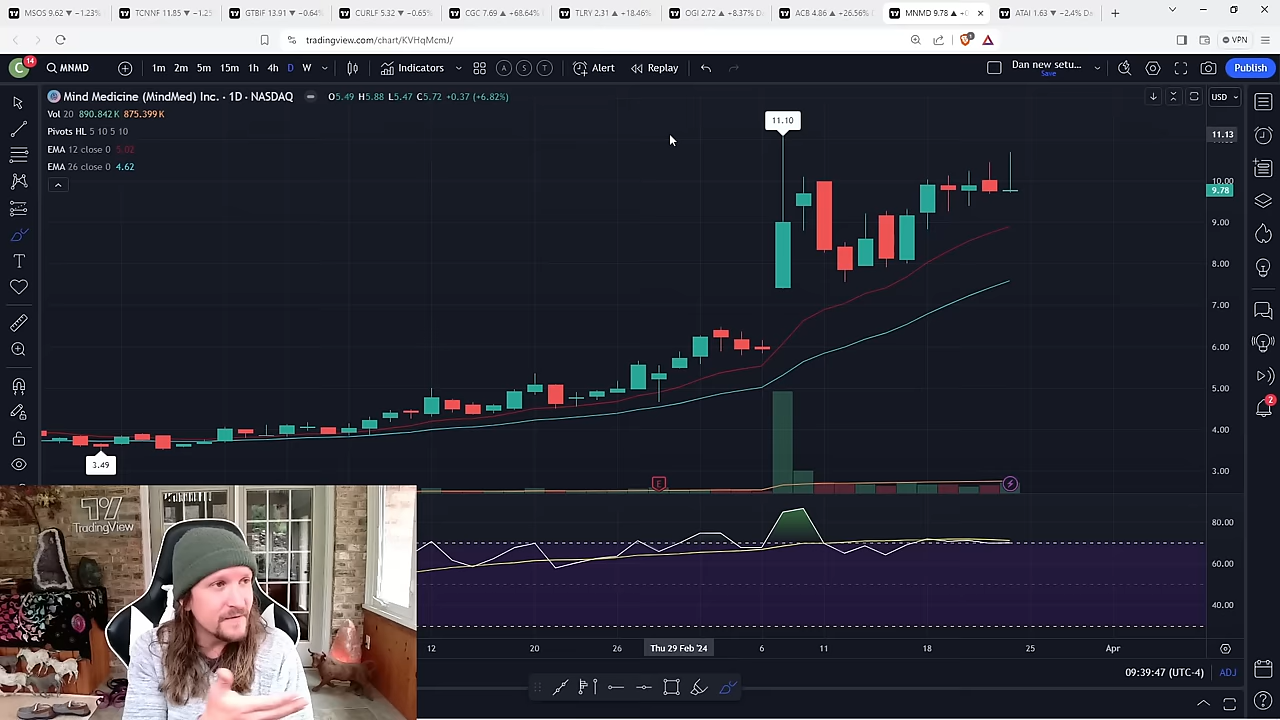 MSOS 9.62 ▼ −1.23%
TCNNF 11.85 ▼ −1.25
GTBIF 13.91 ▼ −0.64%
CURLF 5.32 ▼ −0.65%
CGC 7.69 ▲ +68.64%
TLRY 2.31 ▲ +18.46%
OGI 2.72 ▲ +8.37% D
ACB 4.86 ▲ +26.56%
MNMD 9.78 ▲ +0
ATAI 1.63 ▼ −2.4% Da
tradingview.com/chart/KVHqMcmJ/
VPN
C 14 MNMD 1m 2m 5m 15m 1h 4h D W Indicators Alert Replay Dan new setu... Publish
Save
Mind Medicine (MindMed) Inc. · 1D · NASDAQ O5.49 H5.88 L5.47 C5.72 +0.37 (+6.82%) USD
Vol 20 890.842 K 875.399 K
Pivots HL 5 10 5 10
EMA 12 close 0 5.02
EMA 26 close 0 4.62
11.10
11.13
10.00
9.78
9.00
8.00
7.00
6.00
5.00
4.00
3.49
3.00
E
2
TradingView
80.00
60.00
40.00
12 20 26 Thu 29 Feb '24 6 11 18 25 Apr
09:29:47 (UTC-4) ADJ